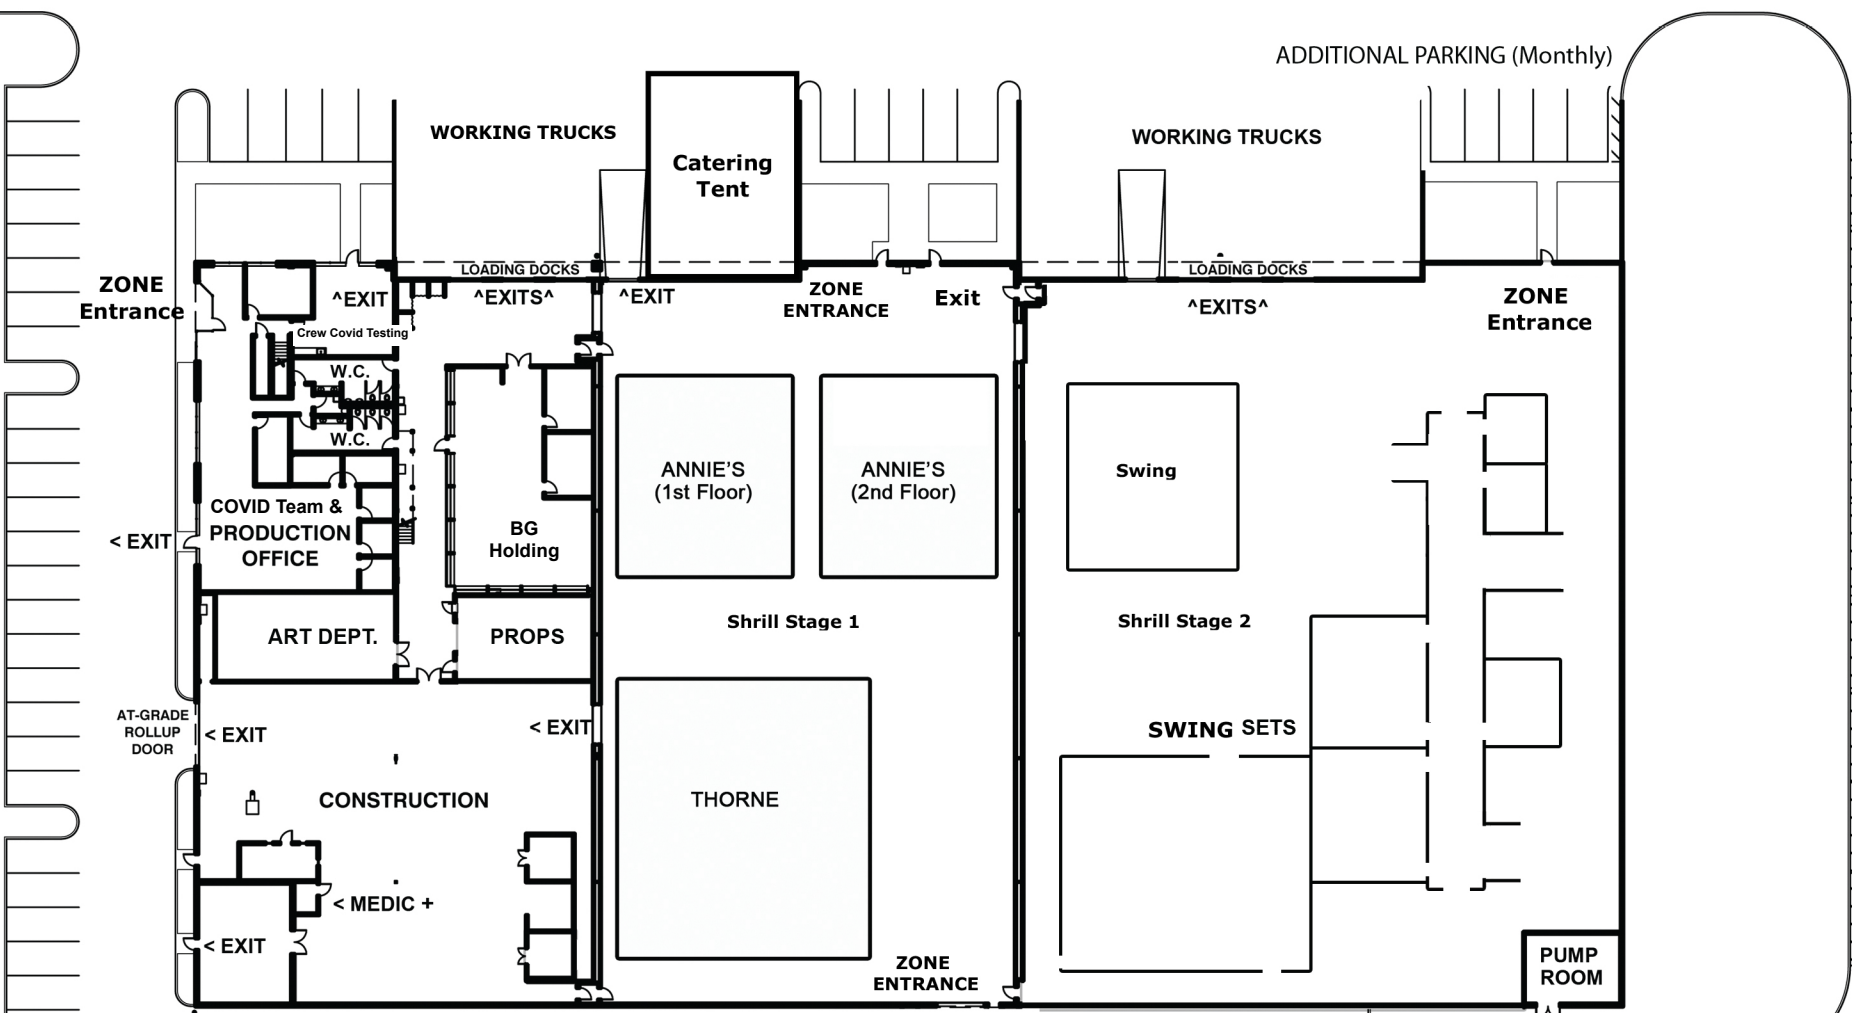 ADDITIONAL PARKING (Monthly)
WORKING TRUCKS
Catering
Tent
WORKING TRUCKS
LOADING DOCKS
LOADING DOCKS
ZONE
Entrance
^EXIT
^EXITS^
^EXIT
ZONE
ENTRANCE
Exit
^EXITS^
ZONE
Entrance
Crew Covid Testing
W.C.
W.C.
ANNIE'S
(1st Floor)
ANNIE'S
(2nd Floor)
Swing
COVID Team &
PRODUCTION
OFFICE
< EXIT
BG
Holding
ART DEPT.
PROPS
Shrill Stage 1
Shrill Stage 2
AT-GRADE
ROLLUP
DOOR
< EXIT
< EXIT
SWING SETS
CONSTRUCTION
THORNE
< MEDIC +
< EXIT
ZONE
ENTRANCE
PUMP
ROOM